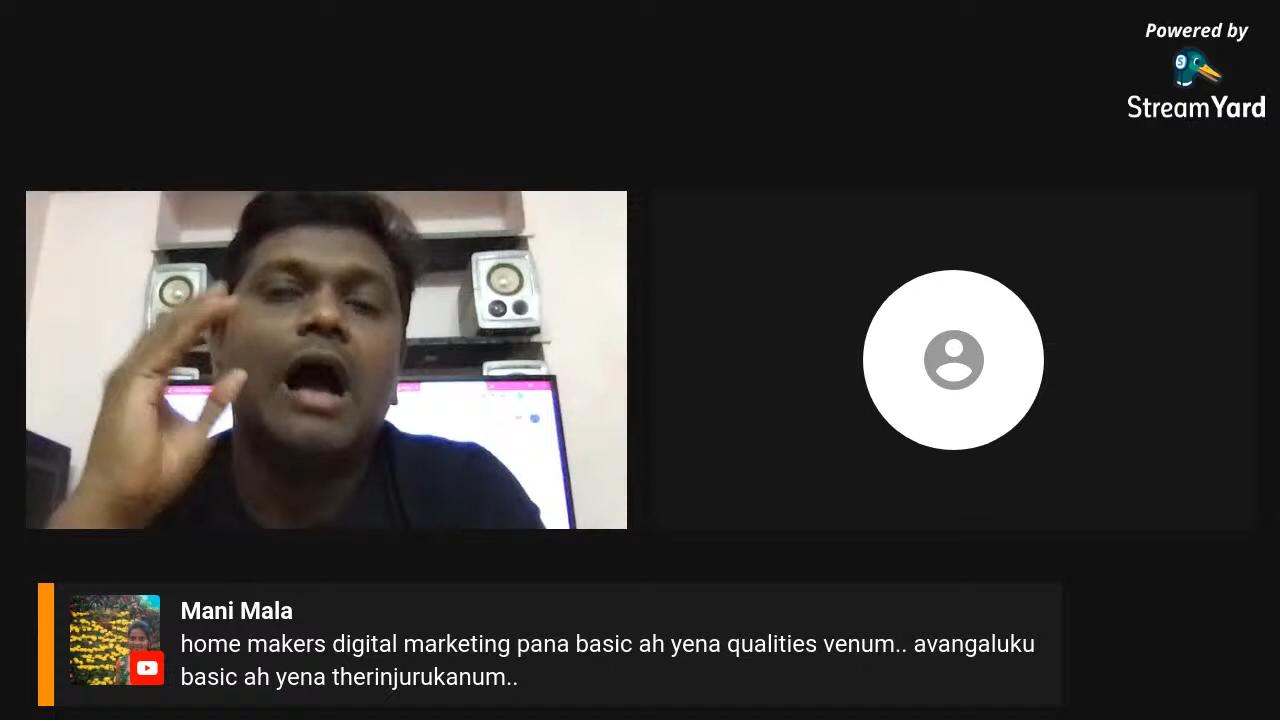 Powered by
StreamYard
Mani Mala
home makers digital marketing pana basic ah yena qualities venum.. avangaluku
basic ah yena therinjurukanum..